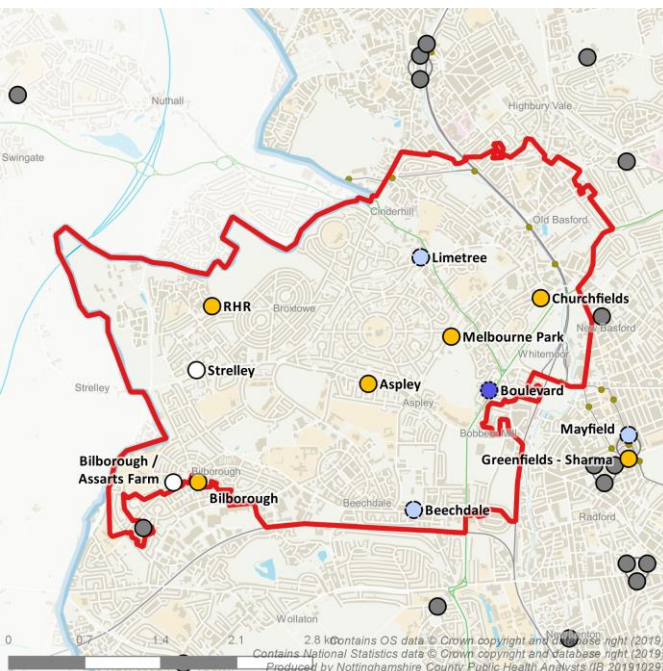 Nuthall
Highbury Vale
Swingate
Cinderhill
Old Basford
Limetree
RHR
Broxtowe
Churchfields
New Basford
Melbourne Park
Whitemoor
Strelley
Strelley
Aspley
Aspley
Boulevard
Bobbers Mill
Mayfield
Bilborough /
Assarts Farm
Bilborough
Bilborough
Greenfields - Sharma
Beechdale
Beechdale
Radford
Wollaton
0 0.7 1.4 2.1 2.8 km
Contains OS data © Crown copyright and database right (2019
Contains National Statistics data © Crown copyright and database right (2019
Produced by Nottinghamshire County Public Health Analysts (IE 20191018